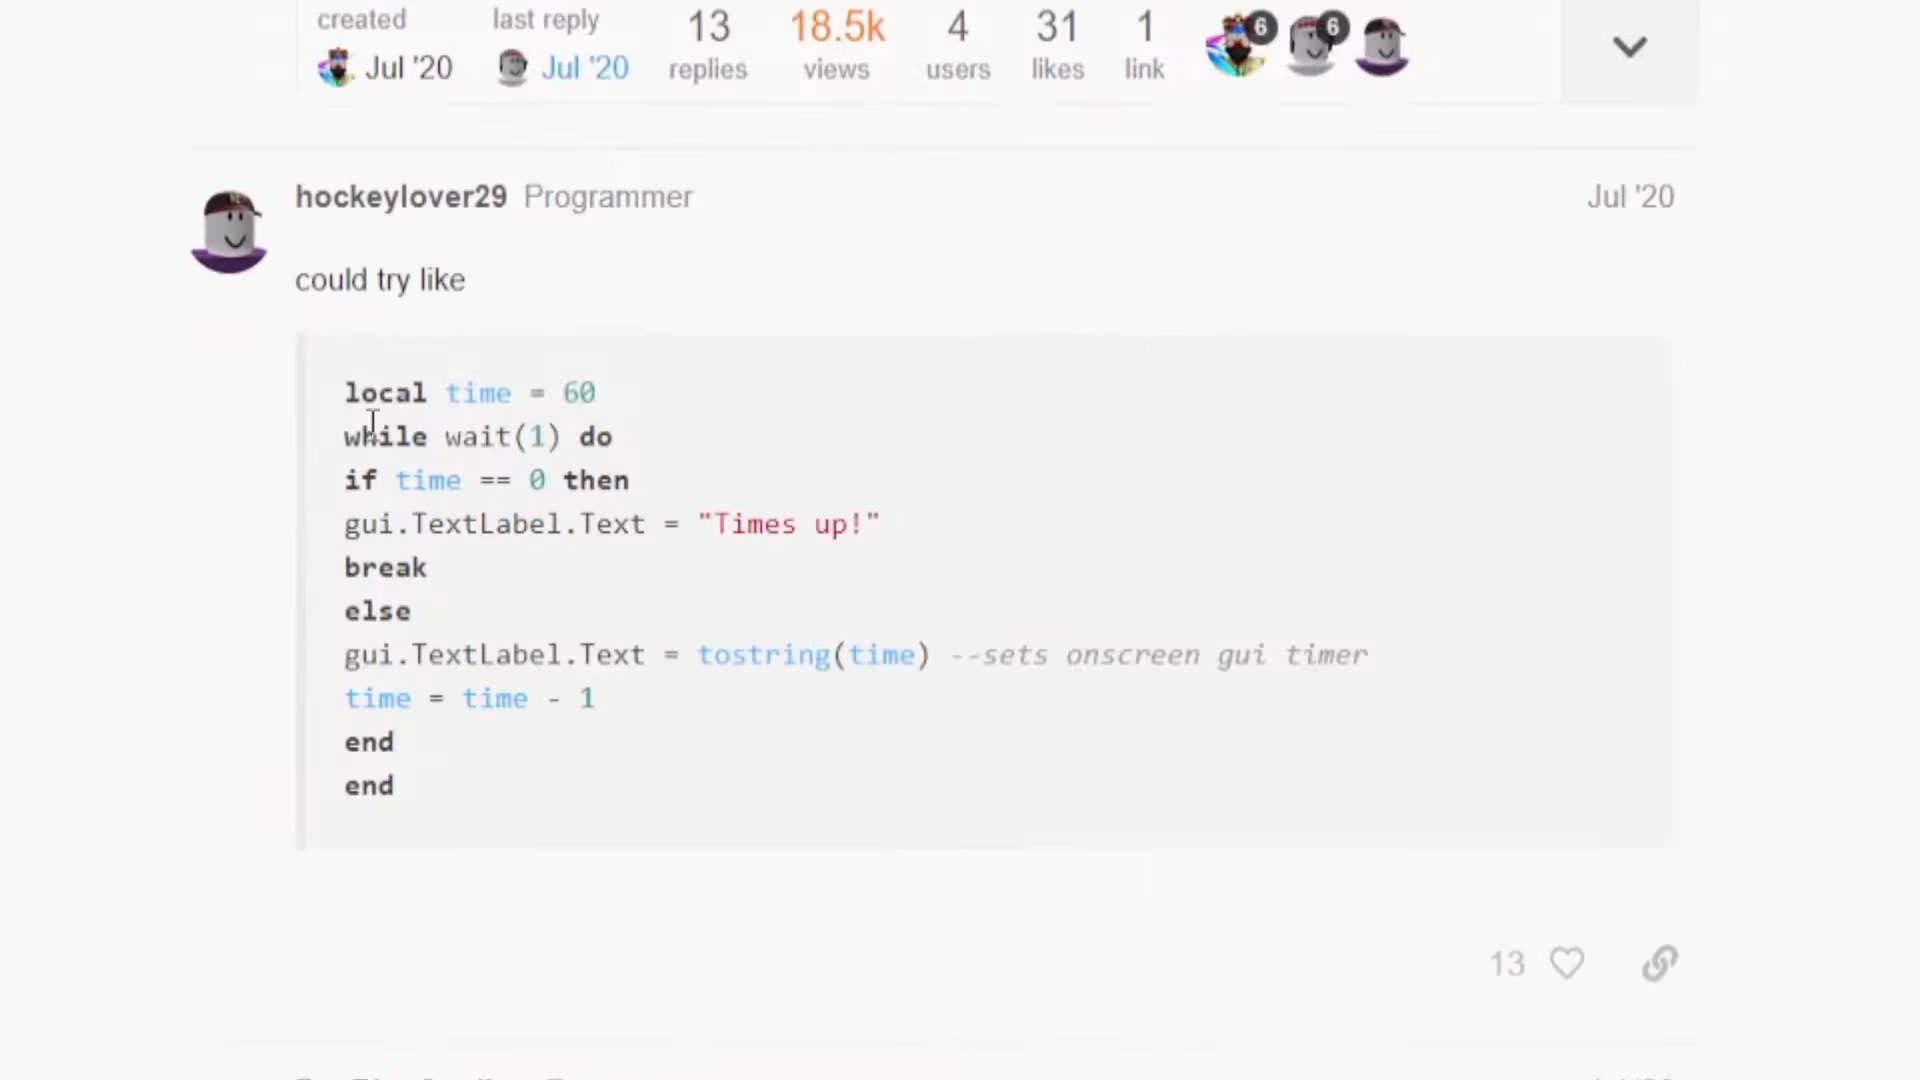 created last reply 13 18.5k 4 31 1 6 6
Jul '20 Jul '20 replies views users likes link
hockeylover29 Programmer Jul '20
could try like
local time = 60
while wait(1) do
if time == 0 then
gui.TextLabel.Text = "Times up!"
break
else
gui.TextLabel.Text = tostring(time) --sets onscreen gui timer
time = time - 1
end
end
13